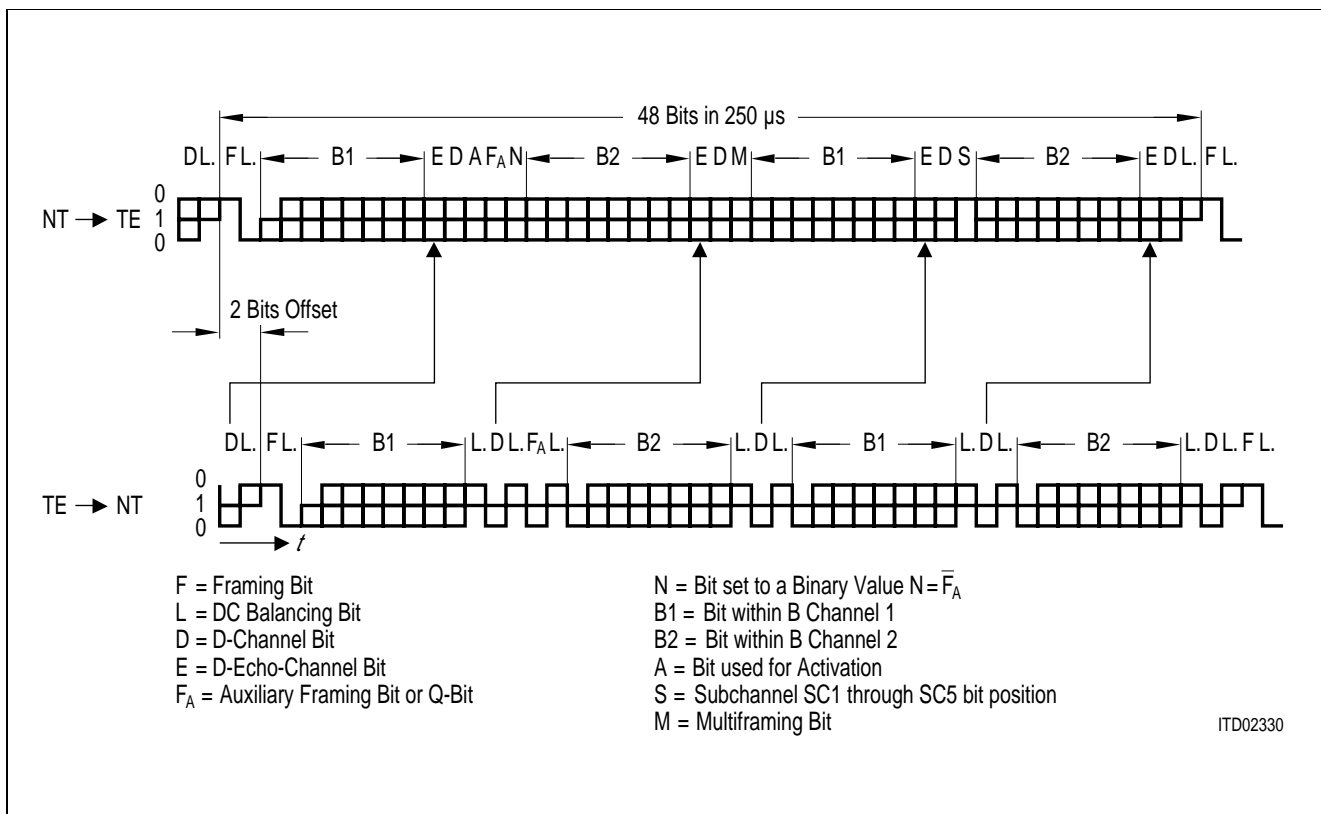 48 Bits in 250 µs
D L. F L. B1 E D A F_A N B2 E D M B1 E D S B2 E D L. F L.
0
NT → TE 1
0
2 Bits Offset
D L. F L. B1 L. D L. F_A L. B2 L. D L. B1 L. D L. B2 L. D L. F L.
0
TE → NT 1
0
t
F = Framing Bit
L = DC Balancing Bit
D = D-Channel Bit
E = D-Echo-Channel Bit
F_A = Auxiliary Framing Bit or Q-Bit
N = Bit set to a Binary Value N = F̅_A
B1 = Bit within B Channel 1
B2 = Bit within B Channel 2
A = Bit used for Activation
S = Subchannel SC1 through SC5 bit position
M = Multiframing Bit
ITD02330